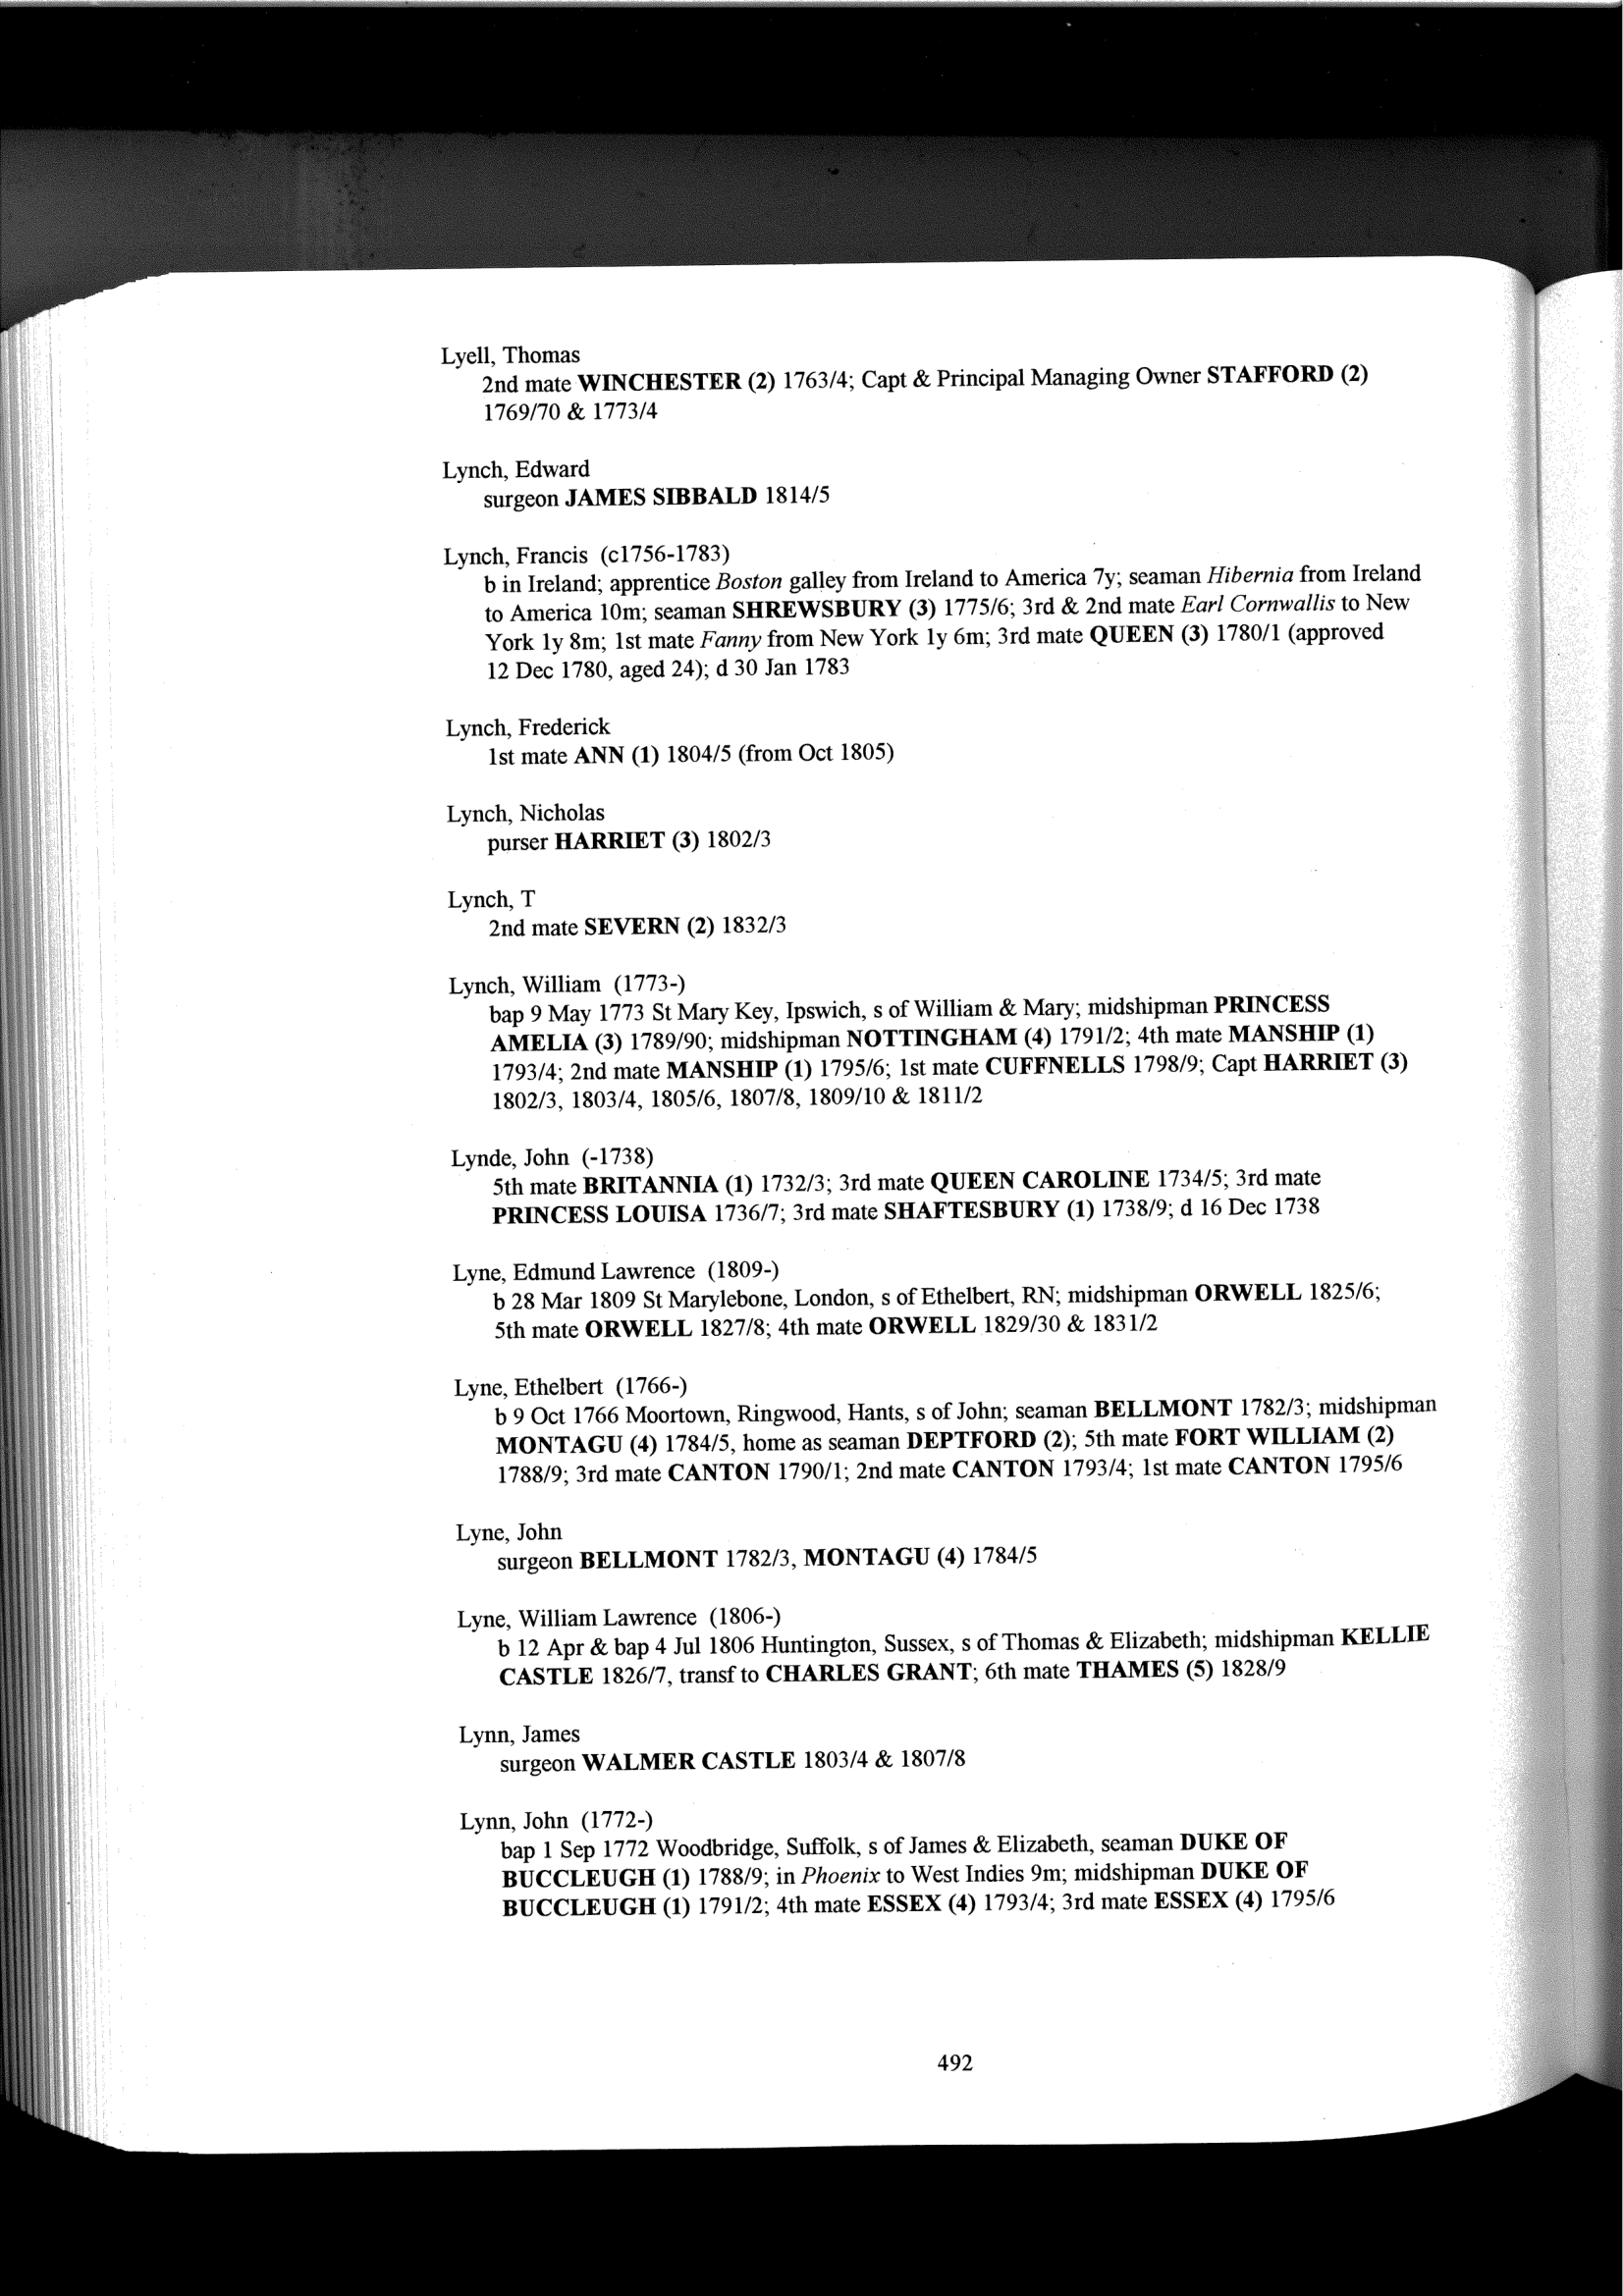 Lyell, Thomas
2nd mate WINCHESTER (2) 1763/4; Capt & Principal Managing Owner STAFFORD (2)
1769/70 & 1773/4
Lynch, Edward
surgeon JAMES SIBBALD 1814/5
Lynch, Francis (c1756-1783)
b in Ireland; apprentice Boston galley from Ireland to America 7y; seaman Hibernia from Ireland
to America 10m; seaman SHREWSBURY (3) 1775/6; 3rd & 2nd mate Earl Cornwallis to New
York 1y 8m; 1st mate Fanny from New York 1y 6m; 3rd mate QUEEN (3) 1780/1 (approved
12 Dec 1780, aged 24); d 30 Jan 1783
Lynch, Frederick
1st mate ANN (1) 1804/5 (from Oct 1805)
Lynch, Nicholas
purser HARRIET (3) 1802/3
Lynch, T
2nd mate SEVERN (2) 1832/3
Lynch, William (1773-)
bap 9 May 1773 St Mary Key, Ipswich, s of William & Mary; midshipman PRINCESS
AMELIA (3) 1789/90; midshipman NOTTINGHAM (4) 1791/2; 4th mate MANSHIP (1)
1793/4; 2nd mate MANSHIP (1) 1795/6; 1st mate CUFFNELLS 1798/9; Capt HARRIET (3)
1802/3, 1803/4, 1805/6, 1807/8, 1809/10 & 1811/2
Lynde, John (-1738)
5th mate BRITANNIA (1) 1732/3; 3rd mate QUEEN CAROLINE 1734/5; 3rd mate
PRINCESS LOUISA 1736/7; 3rd mate SHAFTESBURY (1) 1738/9; d 16 Dec 1738
Lyne, Edmund Lawrence (1809-)
b 28 Mar 1809 St Marylebone, London, s of Ethelbert, RN; midshipman ORWELL 1825/6;
5th mate ORWELL 1827/8; 4th mate ORWELL 1829/30 & 1831/2
Lyne, Ethelbert (1766-)
b 9 Oct 1766 Moortown, Ringwood, Hants, s of John; seaman BELLMONT 1782/3; midshipman
MONTAGU (4) 1784/5, home as seaman DEPTFORD (2); 5th mate FORT WILLIAM (2)
1788/9; 3rd mate CANTON 1790/1; 2nd mate CANTON 1793/4; 1st mate CANTON 1795/6
Lyne, John
surgeon BELLMONT 1782/3, MONTAGU (4) 1784/5
Lyne, William Lawrence (1806-)
b 12 Apr & bap 4 Jul 1806 Huntington, Sussex, s of Thomas & Elizabeth; midshipman KELLIE
CASTLE 1826/7, transf to CHARLES GRANT; 6th mate THAMES (5) 1828/9
Lynn, James
surgeon WALMER CASTLE 1803/4 & 1807/8
Lynn, John (1772-)
bap 1 Sep 1772 Woodbridge, Suffolk, s of James & Elizabeth, seaman DUKE OF
BUCCLEUGH (1) 1788/9; in Phoenix to West Indies 9m; midshipman DUKE OF
BUCCLEUGH (1) 1791/2; 4th mate ESSEX (4) 1793/4; 3rd mate ESSEX (4) 1795/6
492